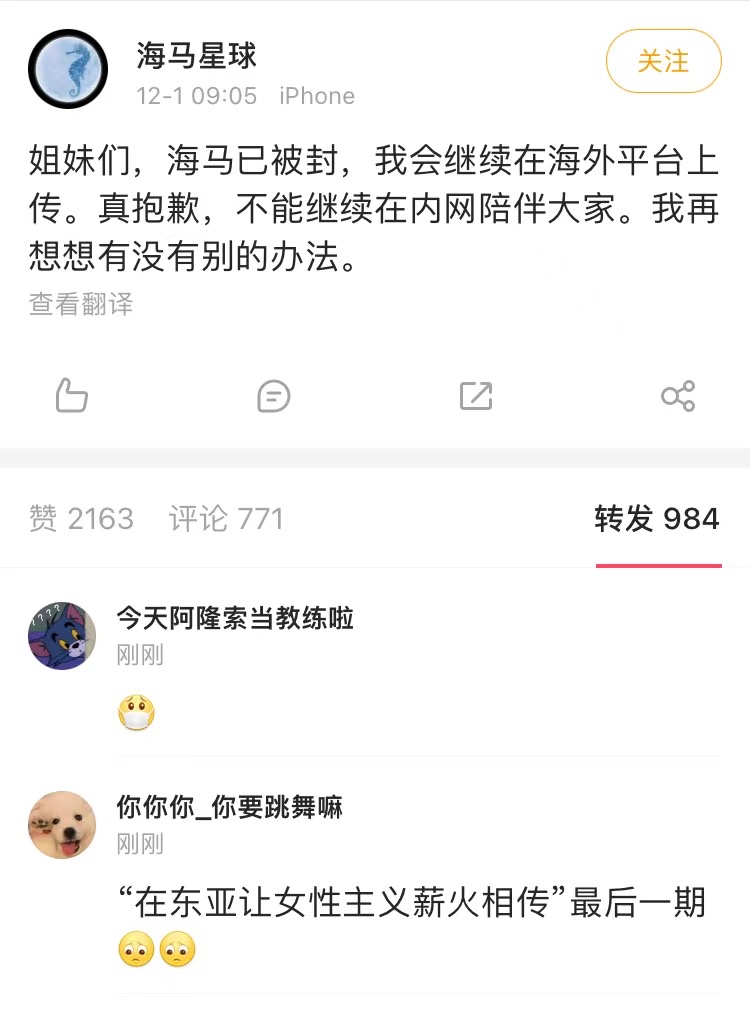 海马星球
关注
12-1 09:05 iPhone
姐妹们，海马已被封，我会继续在海外平台上
传。真抱歉，不能继续在内网陪伴大家。我再
想想有没有别的办法。
查看翻译
赞 2163 评论 771 转发 984
今天阿隆索当教练啦
刚刚
😷
你你你_你要跳舞嘛
刚刚
“在东亚让女性主义薪火相传”最后一期